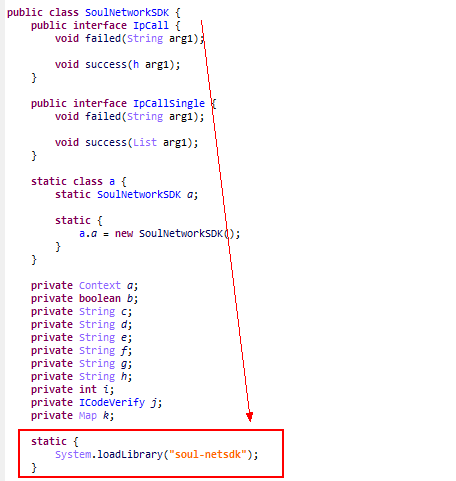 public class SoulNetworkSDK {
public interface IpCall {
void failed(String arg1);
void success(h arg1);
}
public interface IpCallSingle {
void failed(String arg1);
void success(List arg1);
}
static class a {
static SoulNetworkSDK a;
static {
a.a = new SoulNetworkSDK();
}
}
private Context a;
private boolean b;
private String c;
private String d;
private String e;
private String f;
private String g;
private String h;
private int i;
private ICodeVerify j;
private Map k;
static {
System.loadLibrary("soul-netsdk");
}